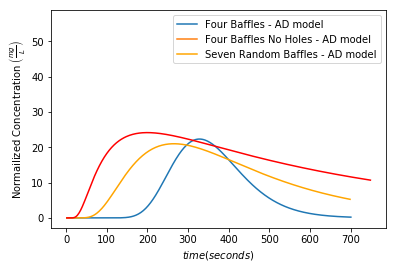 Four Baffles - AD model
Four Baffles No Holes - AD model
Seven Random Baffles - AD model
Normailized Concentration (mg/L)
50
40
30
20
10
0
0 100 200 300 400 500 600 700
time(seconds)